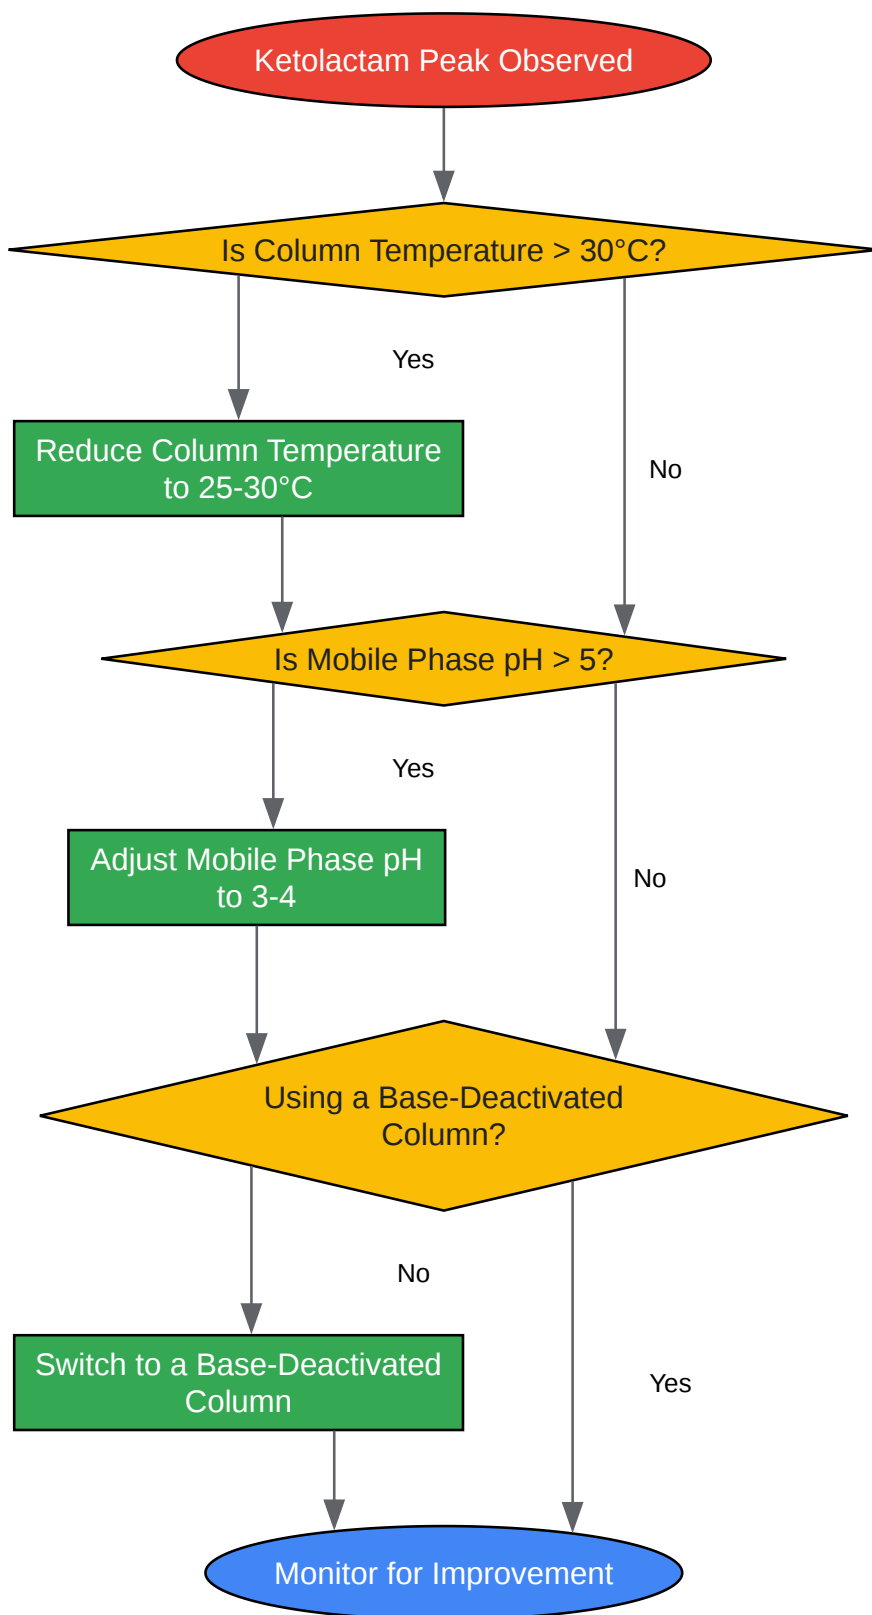 Ketolactam Peak Observed
Is Column Temperature > 30°C?
Yes
Reduce Column Temperature
to 25-30°C
No
Is Mobile Phase pH > 5?
Yes
Adjust Mobile Phase pH
to 3-4
No
Using a Base-Deactivated
Column?
No
Switch to a Base-Deactivated
Column
Yes
Monitor for Improvement